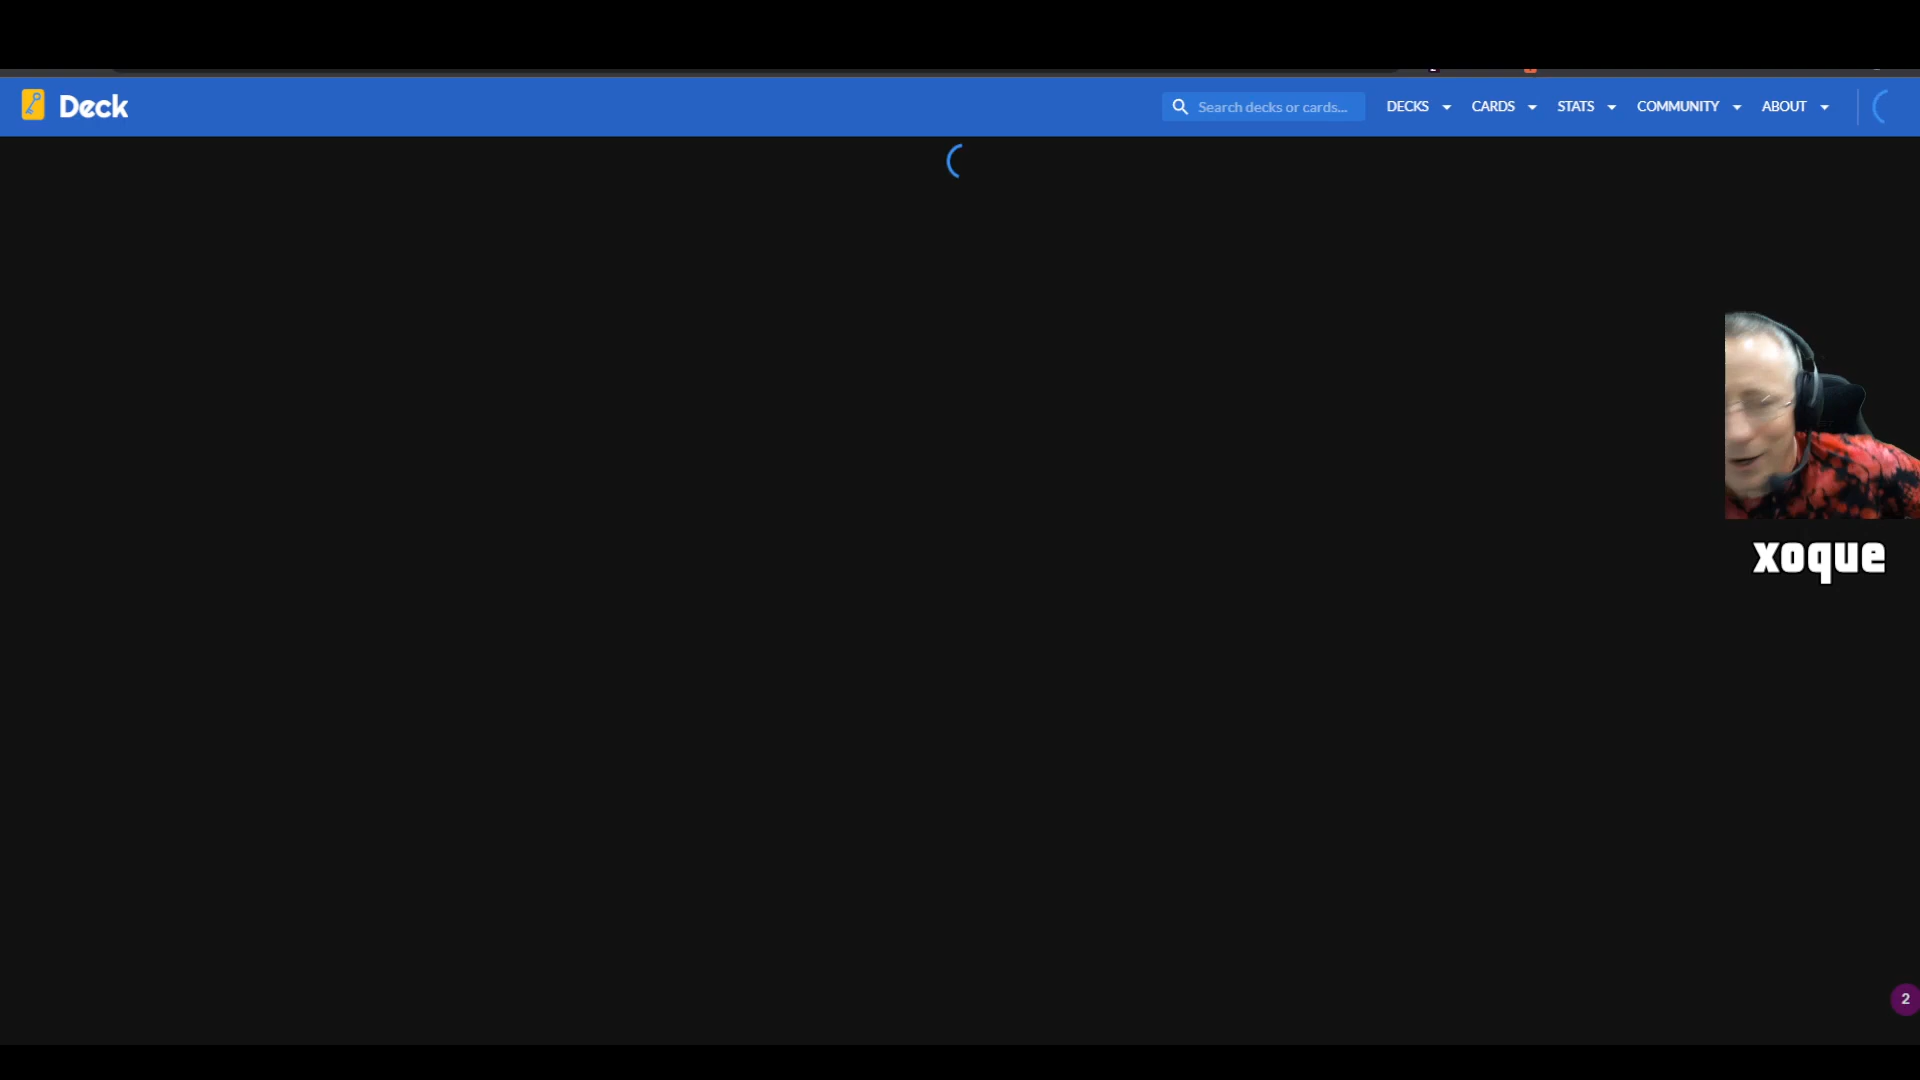 Deck
Search decks or cards...
DECKS
CARDS
STATS
COMMUNITY
ABOUT
xoque
2